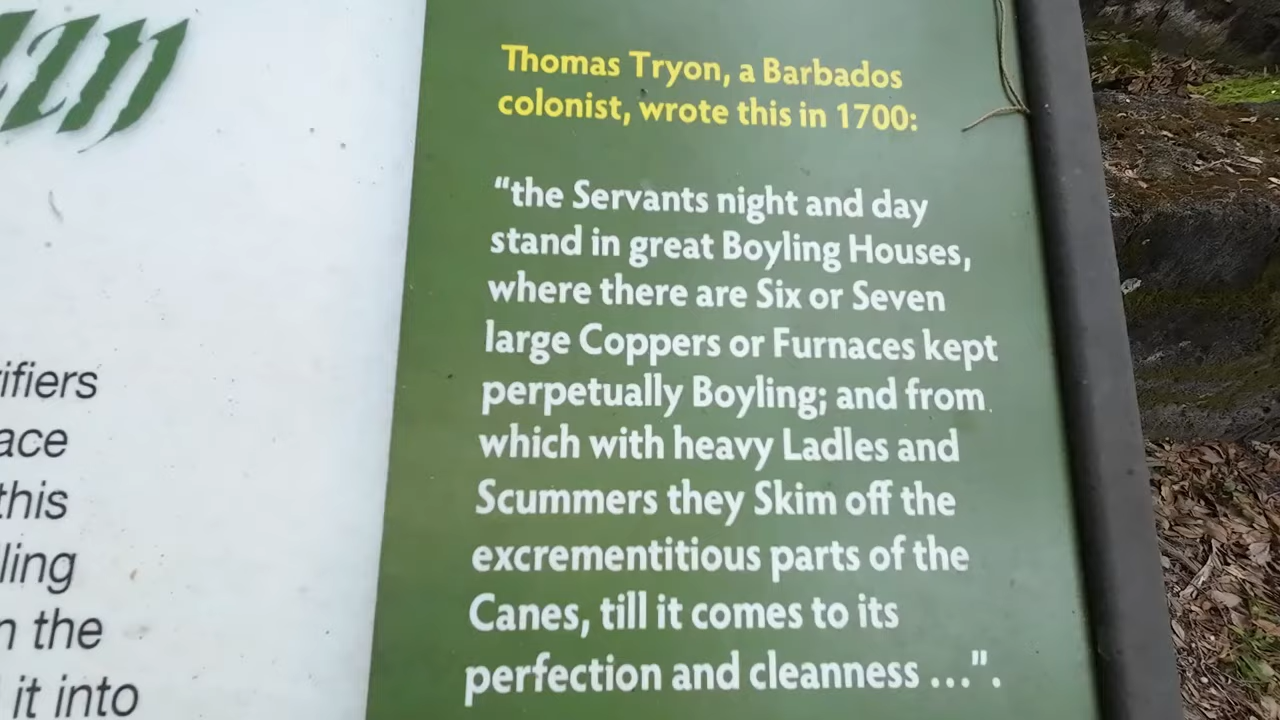 ifiers
ace
this
ling
the
it into
Thomas Tryon, a Barbados
colonist, wrote this in 1700:
“the Servants night and day
stand in great Boyling Houses,
where there are Six or Seven
large Coppers or Furnaces kept
perpetually Boyling; and from
which with heavy Ladles and
Scummers they Skim off the
excrementitious parts of the
Canes, till it comes to its
perfection and cleanness ...".